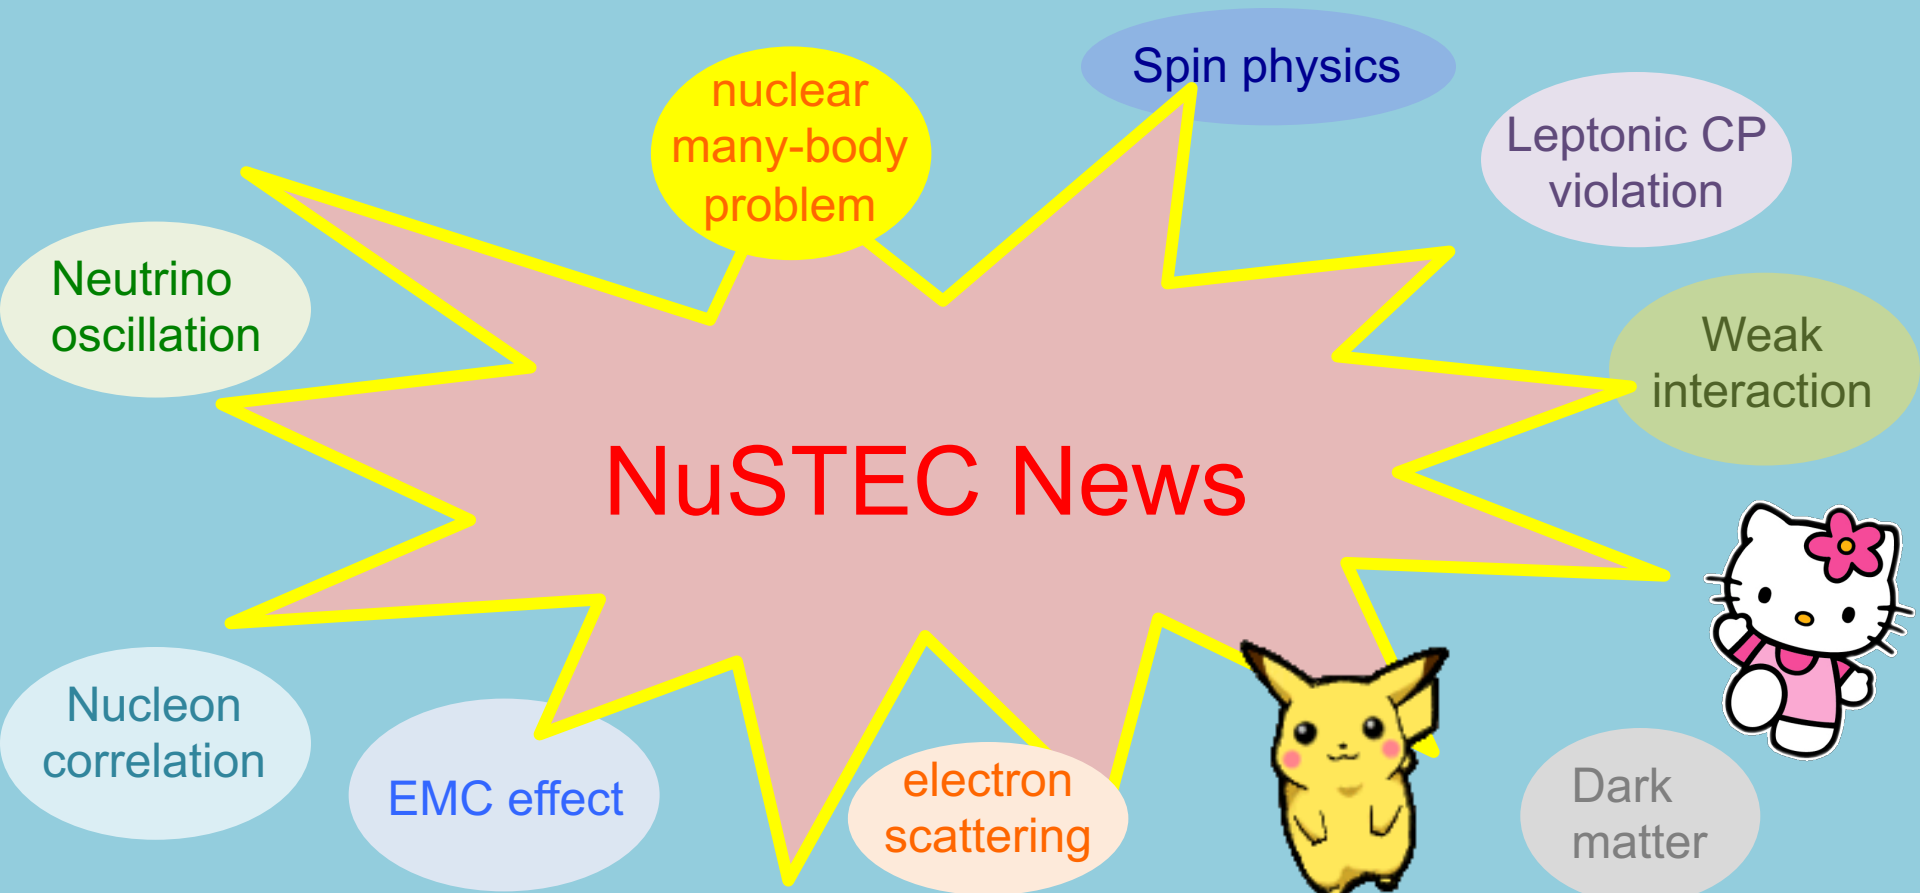 Spin physics
nuclear
many-body
problem
Leptonic CP
violation
Neutrino
oscillation
Weak
interaction
NuSTEC News
Nucleon
correlation
EMC effect
electron
scattering
Dark
matter